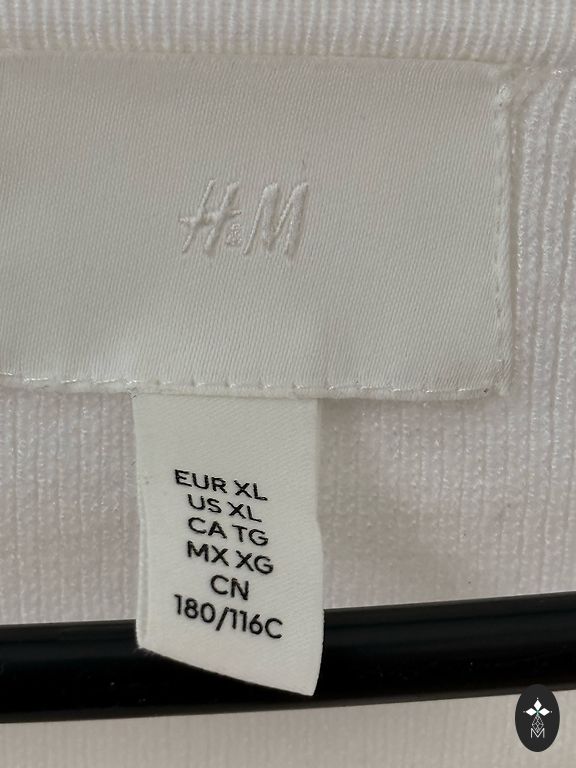 H&M
EUR XL
US XL
CA TG
MX XG
CN
180/116C
M